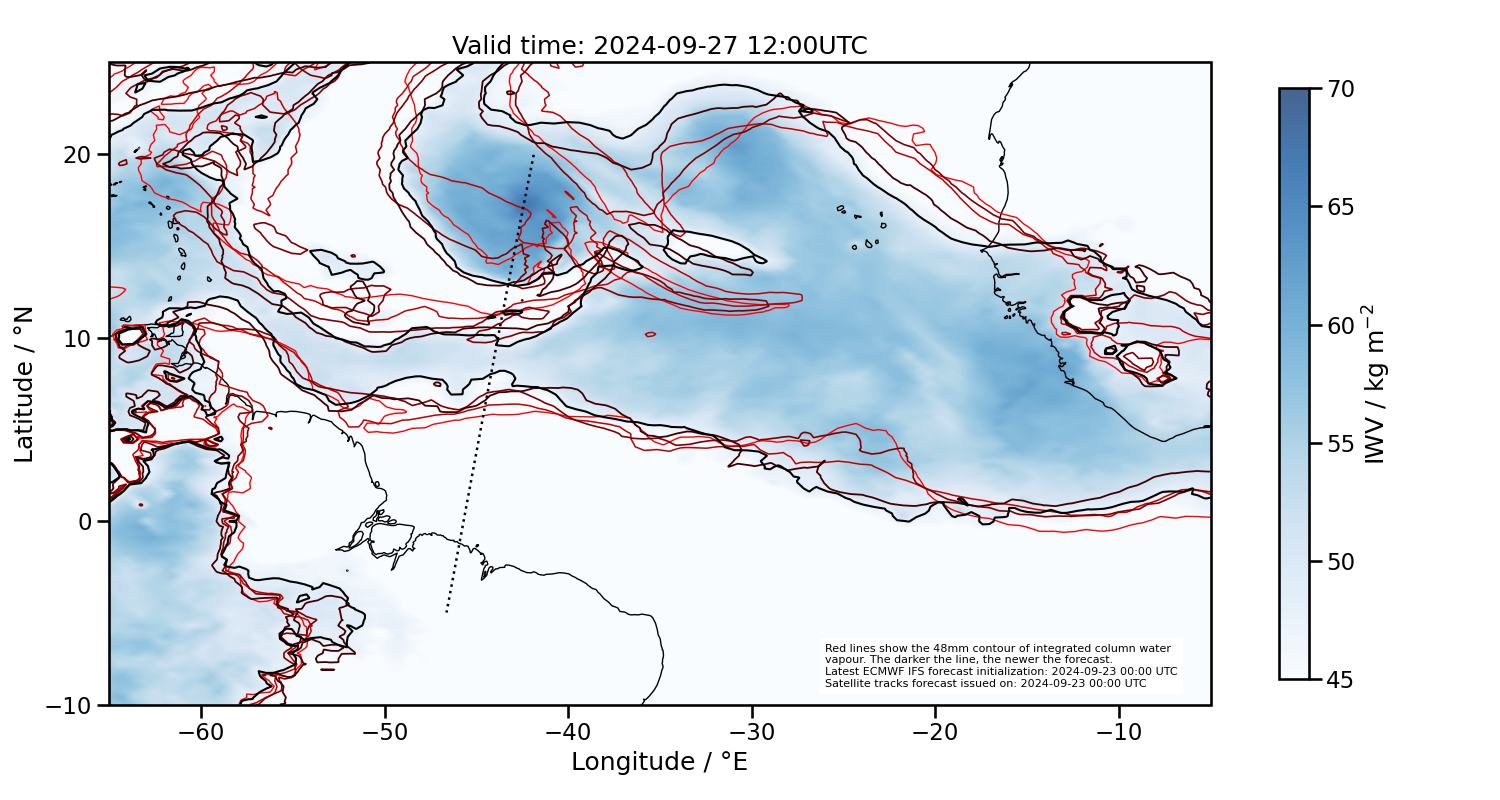 Valid time: 2024-09-27 12:00UTC
Latitude / °N
20
10
0
−10
−60
−50
−40
−30
−20
−10
Longitude / °E
Red lines show the 48mm contour of integrated column water
vapour. The darker the line, the newer the forecast.
Latest ECMWF IFS forecast initialization: 2024-09-23 00:00 UTC
Satellite tracks forecast issued on: 2024-09-23 00:00 UTC
70
65
60
55
50
45
IWV / kg m⁻²